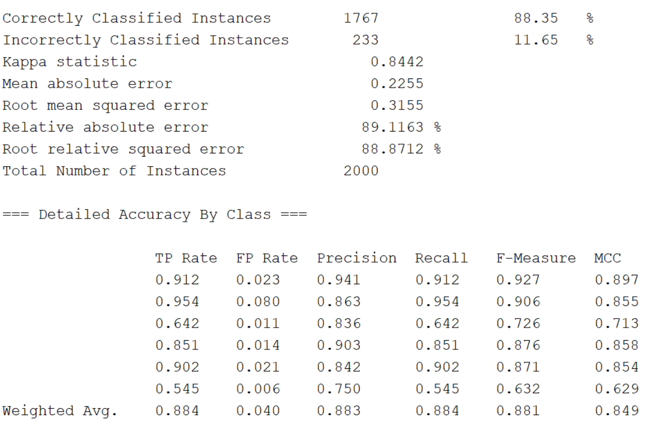 Correctly Classified Instances 1767 88.35 %
Incorrectly Classified Instances 233 11.65 %
Kappa statistic 0.8442
Mean absolute error 0.2255
Root mean squared error 0.3155
Relative absolute error 89.1163 %
Root relative squared error 88.8712 %
Total Number of Instances 2000
=== Detailed Accuracy By Class ===
TP Rate FP Rate Precision Recall F-Measure MCC
0.912 0.023 0.941 0.912 0.927 0.897
0.954 0.080 0.863 0.954 0.906 0.855
0.642 0.011 0.836 0.642 0.726 0.713
0.851 0.014 0.903 0.851 0.876 0.858
0.902 0.021 0.842 0.902 0.871 0.854
0.545 0.006 0.750 0.545 0.632 0.629
Weighted Avg. 0.884 0.040 0.883 0.884 0.881 0.849